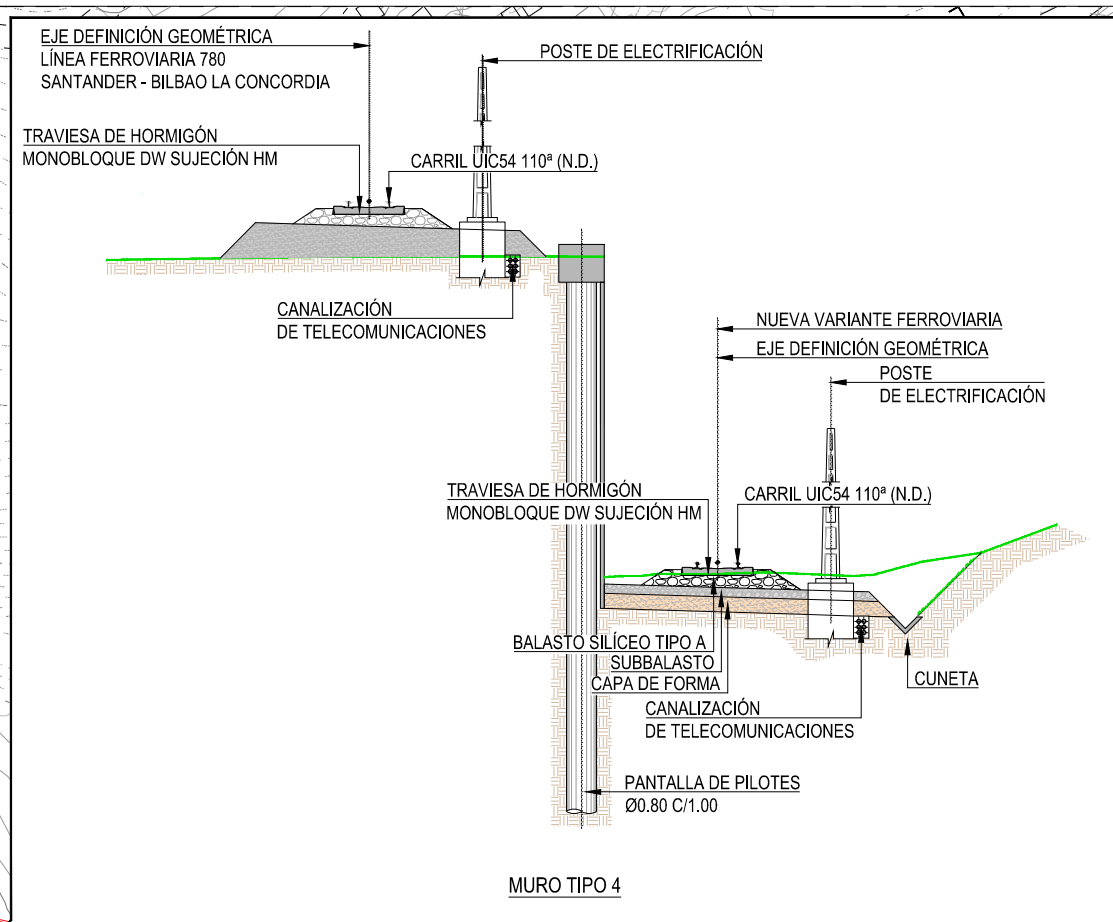 EJE DEFINICIÓN GEOMÉTRICA
LÍNEA FERROVIARIA 780
SANTANDER - BILBAO LA CONCORDIA
POSTE DE ELECTRIFICACIÓN
TRAVIESA DE HORMIGÓN
MONOBLOQUE DW SUJECIÓN HM
CARRIL UIC54 110ª (N.D.)
CANALIZACIÓN
DE TELECOMUNICACIONES
NUEVA VARIANTE FERROVIARIA
EJE DEFINICIÓN GEOMÉTRICA
POSTE
DE ELECTRIFICACIÓN
TRAVIESA DE HORMIGÓN
MONOBLOQUE DW SUJECIÓN HM
CARRIL UIC54 110ª (N.D.)
BALASTO SILÍCEO TIPO A
SUBBALASTO
CAPA DE FORMA
CUNETA
CANALIZACIÓN
DE TELECOMUNICACIONES
PANTALLA DE PILOTES
Ø0.80 C/1.00
MURO TIPO 4